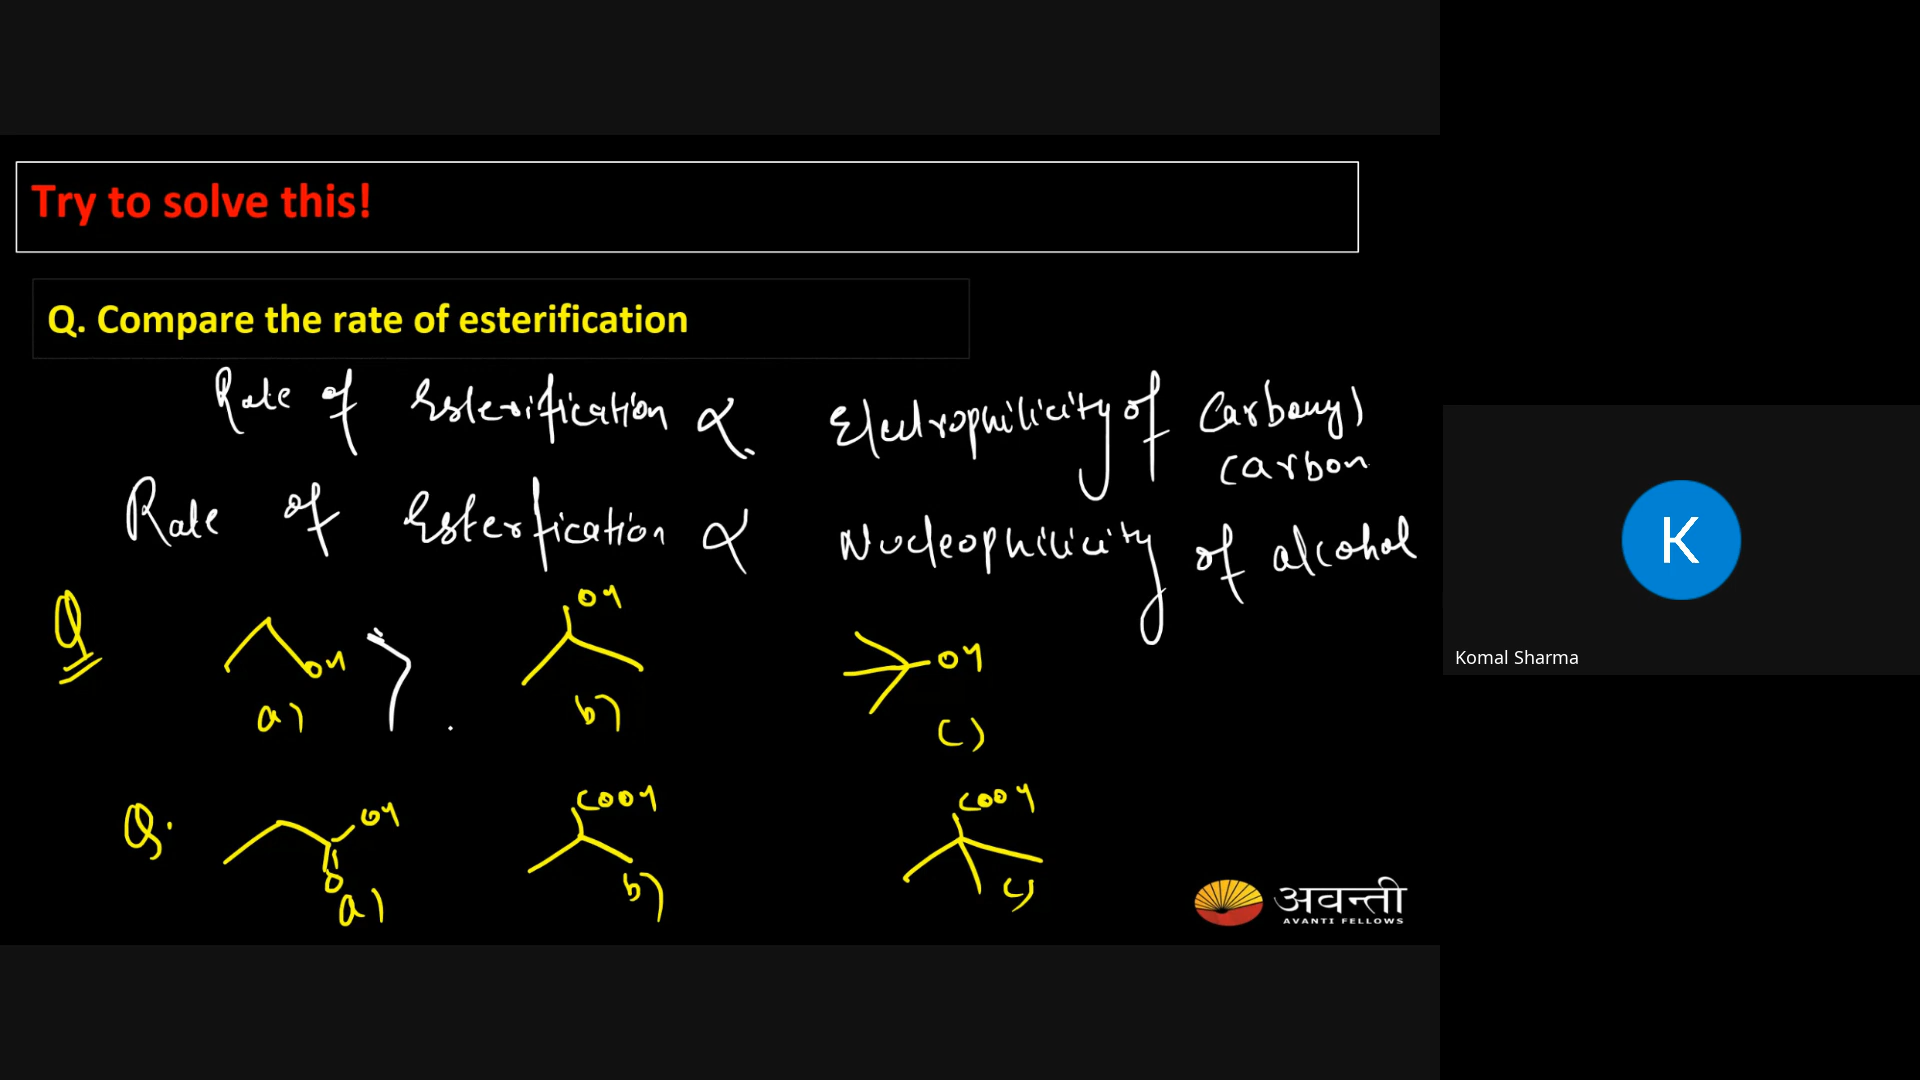 Try to solve this!
Q. Compare the rate of esterification
Rate of Esterification ∝ Electrophilicity of Carbonyl
carbon
Rate of Esterfication ∝ Nucleophilicity of alcohol
Q
OH
OH
OH
a)
b)
c)
Q.
OH
O
COOH
COOH
a)
b)
c)
अवन्ती
AVANTI FELLOWS
K
Komal Sharma